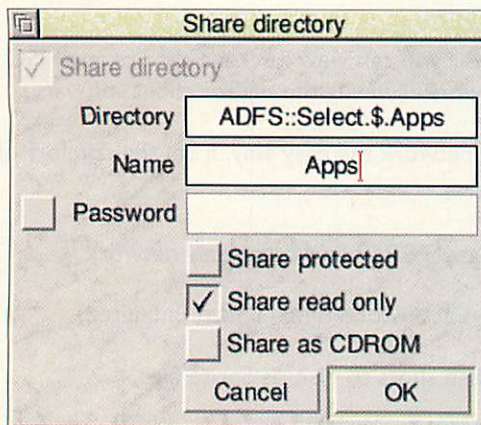 Share directory
Share directory
Directory ADFS::Select.$.Apps
Name Apps
Password
Share protected
Share read only
Share as CDROM
Cancel OK